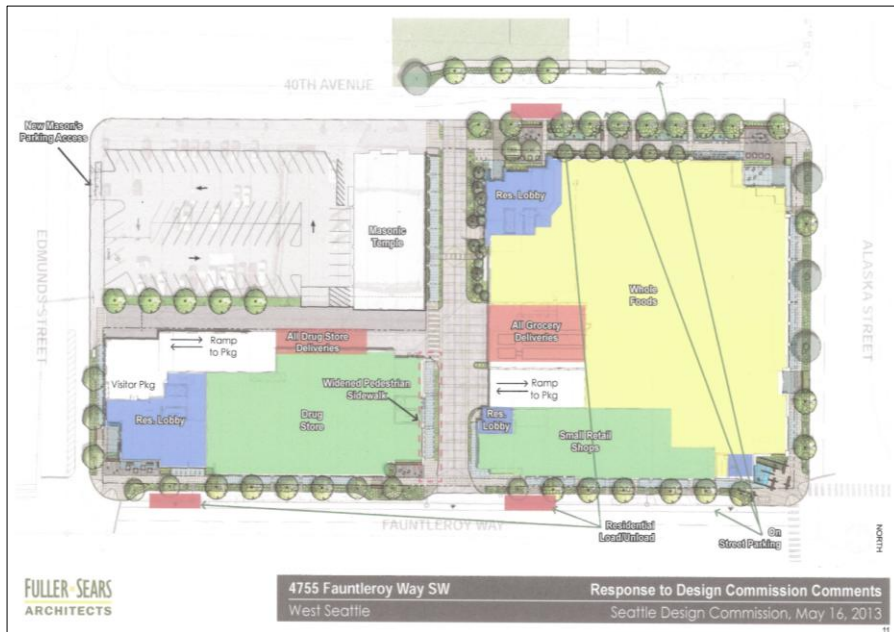 40TH AVENUE
New Mason's
Parking Access
Res. Lobby
Masonic
Temple
EDMUNDS STREET
ALASKA STREET
Whole
Foods
All Grocery
Deliveries
All Drug Store
Deliveries
Ramp
to Pkg
Ramp
to Pkg
Visitor Pkg
Widened Pedestrian
Sidewalk
Res. Lobby
Drug
Store
Res.
Lobby
Small Retail
Shops
FAUNTLEROY WAY
Residential
Load/Unload
On
Street Parking
NORTH
FULLER·SEARS
ARCHITECTS
4755 Fauntleroy Way SW
Response to Design Commission Comments
West Seattle
Seattle Design Commission, May 16, 2013
11